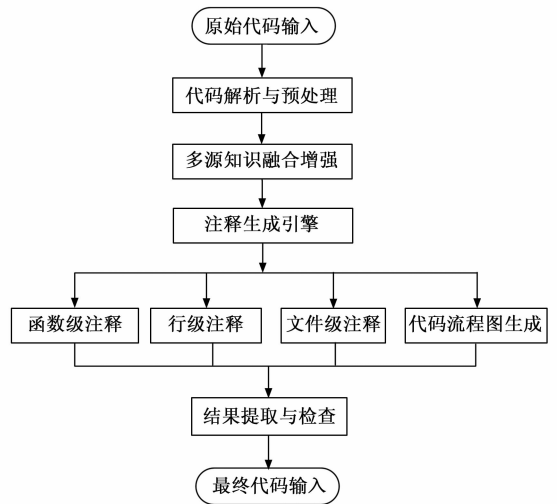 原始代码输入
代码解析与预处理
多源知识融合增强
注释生成引擎
函数级注释
行级注释
文件级注释
代码流程图生成
结果提取与检查
最终代码输入